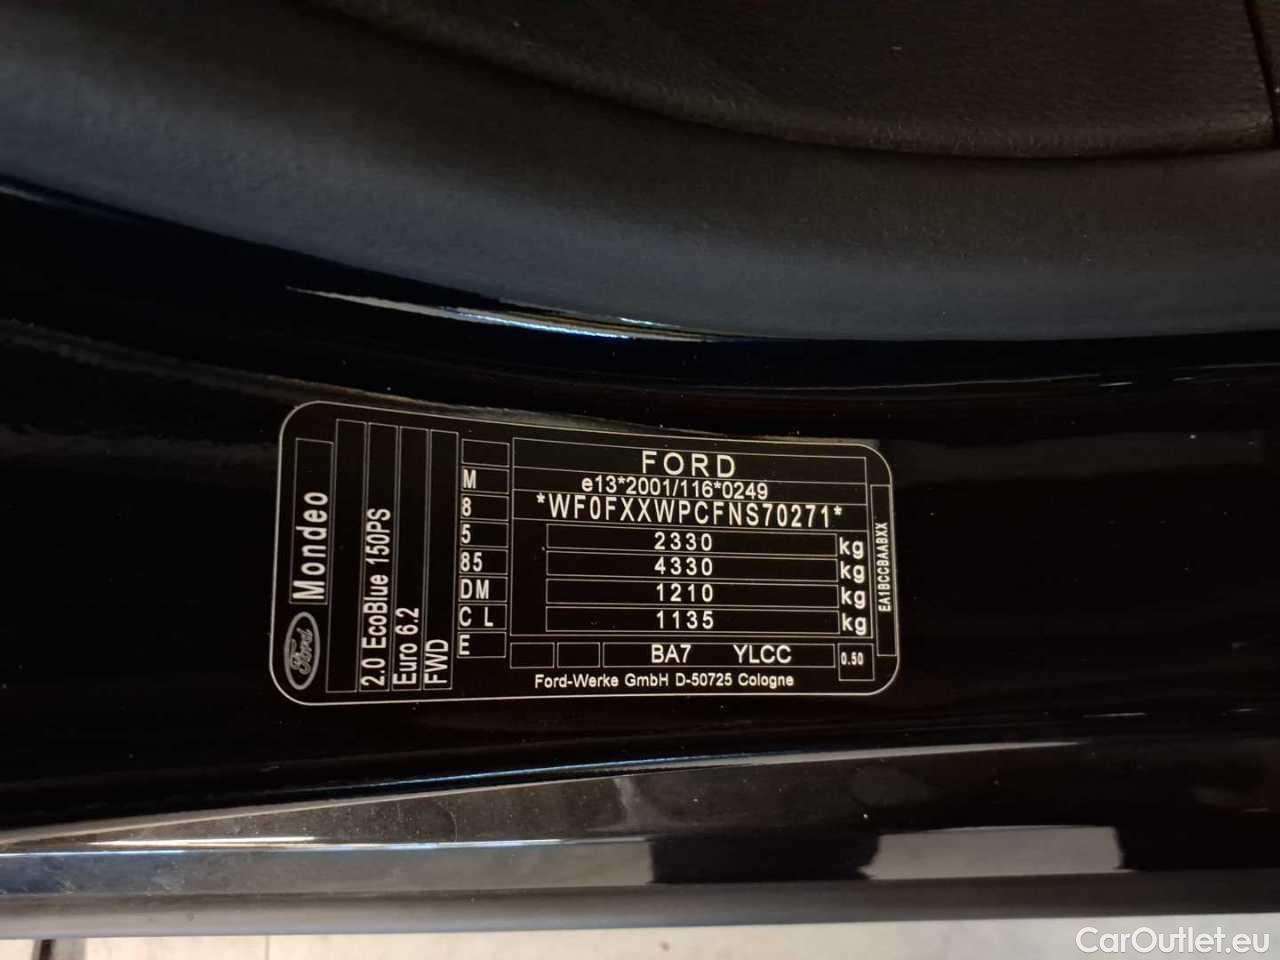 FORD
e13*2001/116*0249
*WF0FXXWPCFNS70271*
2330 kg
4330 kg
1210 kg
1135 kg
BA7 YLCC 0.50
Ford-Werke GmbH D-50725 Cologne
M
8
5
85
DM
C L
E
Ford Mondeo
2.0 EcoBlue 150PS
Euro 6.2
FWD
EA1BCCBAABXX
CarOutlet.eu